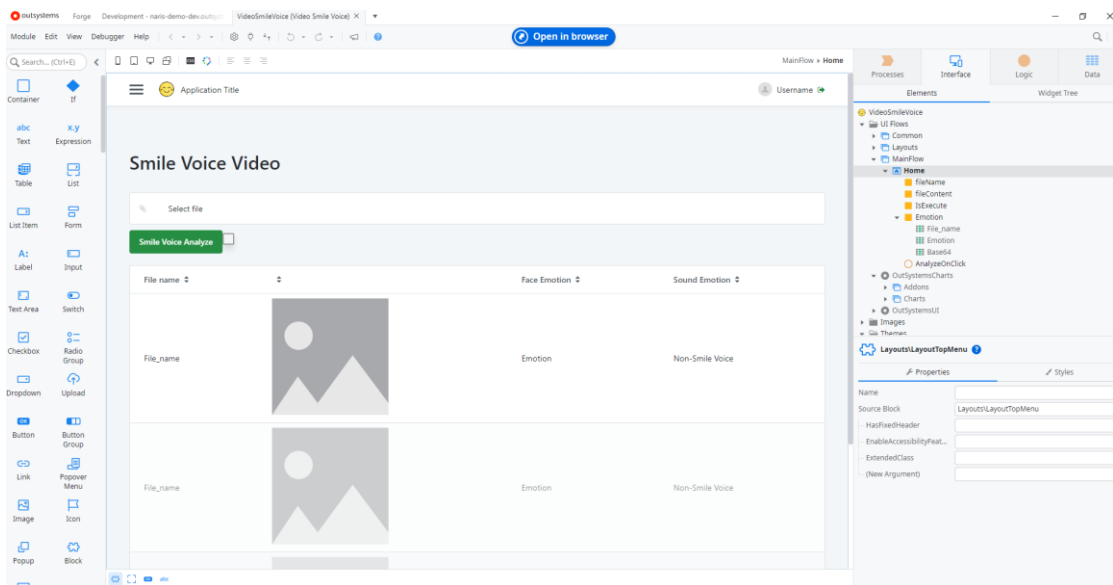 outsystems Forge Development - naris-demo-dev.outsyst VideoSmileVoice (Video Smile Voice)
Module Edit View Debugger Help
Open in browser
Search... (Ctrl+E)
MainFlow Home
Processes Interface Logic Data
Elements Widget Tree
Container If
Text Expression
abc x.y
Table List
List Item Form
A:
Label Input
Text Area Switch
Checkbox Radio Group
Dropdown Upload
Button Button Group
Link Popover Menu
Image Icon
Popup Block
Application Title
Username
Smile Voice Video
Select file
Smile Voice Analyze
File name Face Emotion Sound Emotion
File_name Emotion Non-Smile Voice
File_name Emotion Non-Smile Voice
abc
VideoSmileVoice
UI Flows
Common
Layouts
MainFlow
Home
fileName
fileContent
IsExecute
Emotion
File_name
Emotion
Base64
AnalyzeOnClick
OutSystemsCharts
Addons
Charts
OutSystemsUI
Images
Themes
Layouts\LayoutTopMenu
Properties Styles
Name
Source Block Layouts\LayoutTopMenu
HasFixedHeader
EnableAccessibilityFeat...
ExtendedClass
(New Argument)